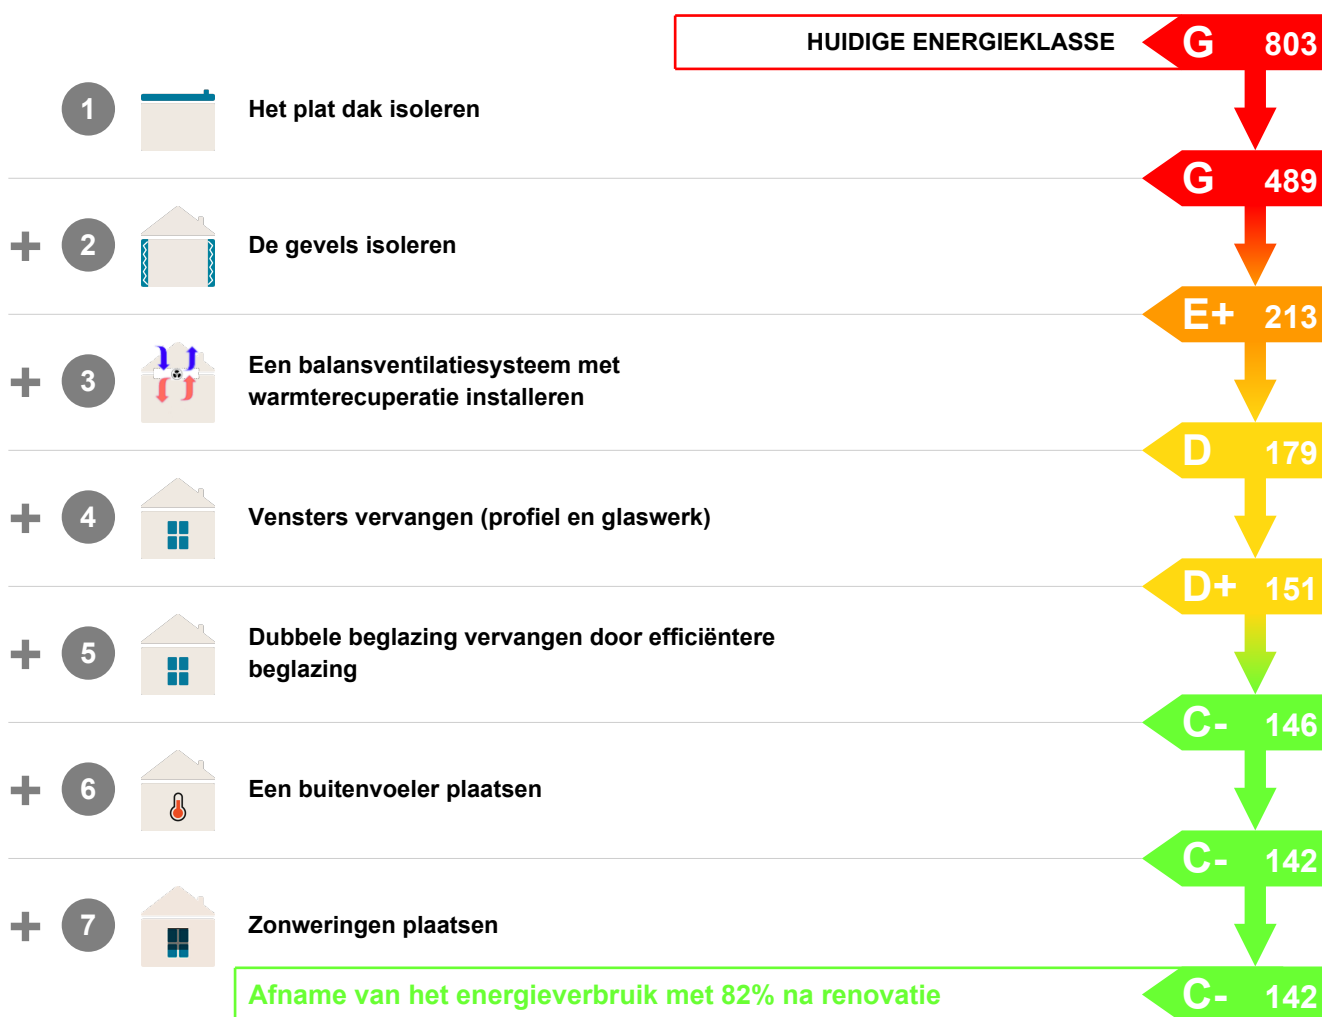 HUIDIGE ENERGIEKLASSE G 803
1 Het plat dak isoleren
G 489
+ 2 De gevels isoleren
E+ 213
+ 3 Een balansventilatiesysteem met
warmterecuperatie installeren
D 179
+ 4 Vensters vervangen (profiel en glaswerk)
D+ 151
+ 5 Dubbele beglazing vervangen door efficiëntere
beglazing
C- 146
+ 6 Een buitenvoeler plaatsen
C- 142
+ 7 Zonweringen plaatsen
Afname van het energieverbruik met 82% na renovatie C- 142